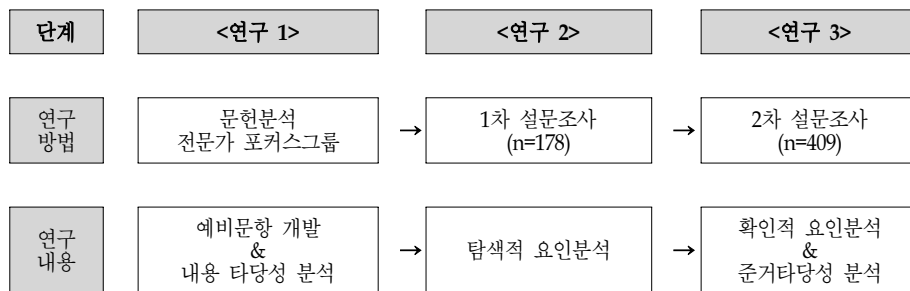 단계
<연구 1>
<연구 2>
<연구 3>
연구
방법
문헌분석
전문가 포커스그룹
→
1차 설문조사
(n=178)
→
2차 설문조사
(n=409)
연구
내용
예비문항 개발
&
내용 타당성 분석
→
탐색적 요인분석
→
확인적 요인분석
&
준거타당성 분석